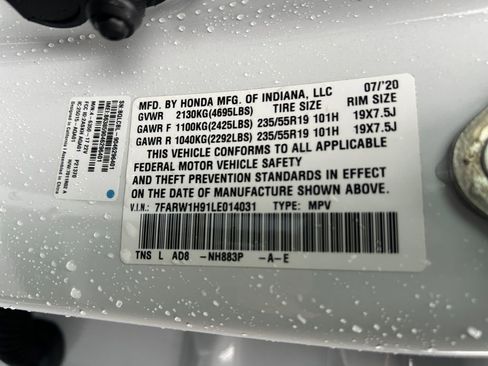 MFD. BY HONDA MFG. OF INDIANA, LLC 07/'20
GVWR 2130KG(4695LBS) TIRE SIZE RIM SIZE
GAWR F 1100KG(2425LBS) 235/55R19 101H 19X7.5J
GAWR R 1040KG(2292LBS) 235/55R19 101H 19X7.5J
THIS VEHICLE CONFORMS TO ALL APPLICABLE
FEDERAL MOTOR VEHICLE SAFETY
AND THEFT PREVENTION STANDARDS IN EFFECT
ON THE DATE OF MANUFACTURE SHOWN ABOVE.
V.I.N.: 7FARW1H91LE014031 TYPE: MPV
TNS L AD8 -NH883P -A-E